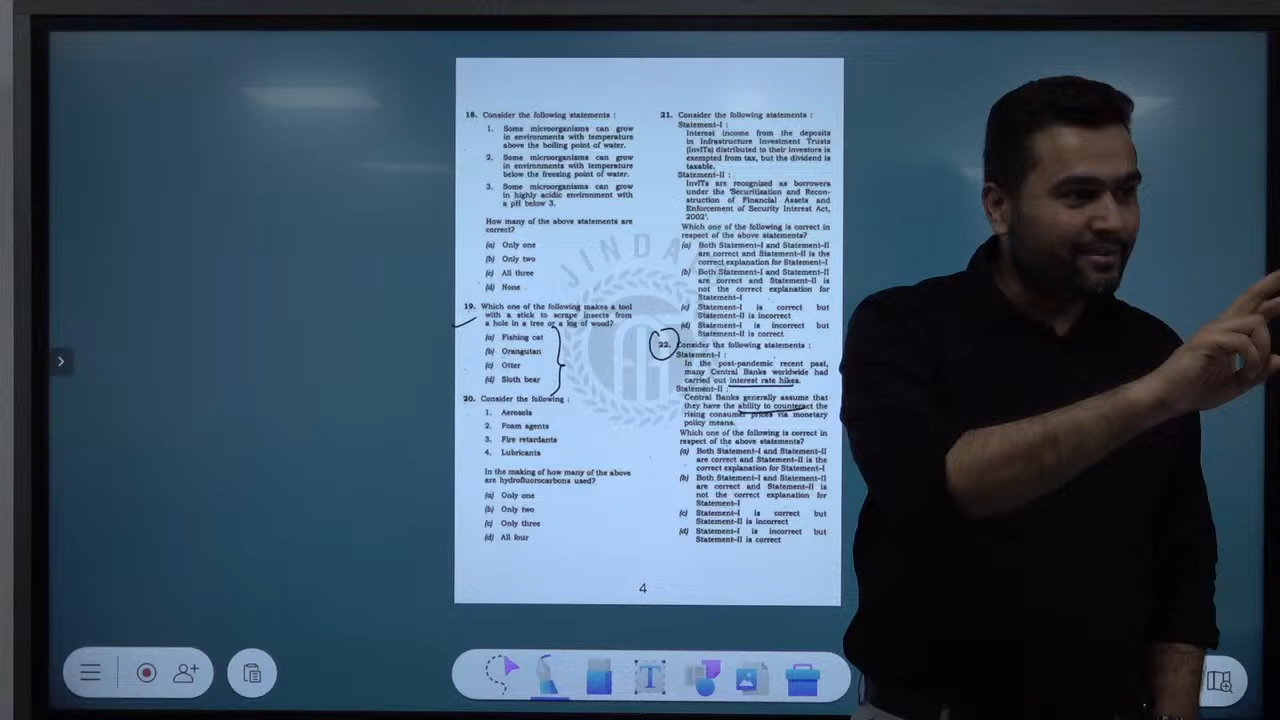 18. Consider the following statements :
1. Some microorganisms can grow
in environments with temperature
above the boiling point of water.
2. Some microorganisms can grow
in environments with temperature
below the freezing point of water.
3. Some microorganisms can grow
in highly acidic environment with
a pH below 3.
How many of the above statements are
correct?
(a) Only one
(b) Only two
(c) All three
(d) None
19. Which one of the following makes a tool
with a stick to scrape insects from
a hole in a tree or a log of wood?
(a) Fishing cat
(b) Orangutan
(c) Otter
(d) Sloth bear
20. Consider the following :
1. Aerosols
2. Foam agents
3. Fire retardants
4. Lubricants
In the making of how many of the above
are hydrofluorocarbons used?
(a) Only one
(b) Only two
(c) Only three
(d) All four
21. Consider the following statements :
Statement-I :
Interest income from the deposits
in Infrastructure Investment Trusts
(InvITs) distributed to their investors is
exempted from tax, but the dividend is
taxable.
Statement-II :
InvITs are recognized as borrowers
under the 'Securitization and Recon-
struction of Financial Assets and
Enforcement of Security Interest Act,
2002'.
Which one of the following is correct in
respect of the above statements?
(a) Both Statement-I and Statement-II
are correct and Statement-II is the
correct explanation for Statement-I
(b) Both Statement-I and Statement-II
are correct and Statement-II is
not the correct explanation for
Statement-I
(c) Statement-I is correct but
Statement-II is incorrect
(d) Statement-I is incorrect but
Statement-II is correct
22. Consider the following statements :
Statement-I :
In the post-pandemic recent past,
many Central Banks worldwide had
carried out interest rate hikes.
Statement-II :
Central Banks generally assume that
they have the ability to counteract the
rising consumer prices via monetary
policy means.
Which one of the following is correct in
respect of the above statements?
(a) Both Statement-I and Statement-II
are correct and Statement-II is the
correct explanation for Statement-I
(b) Both Statement-I and Statement-II
are correct and Statement-II is
not the correct explanation for
Statement-I
(c) Statement-I is correct but
Statement-II is incorrect
(d) Statement-I is incorrect but
Statement-II is correct
JINDA
4
T